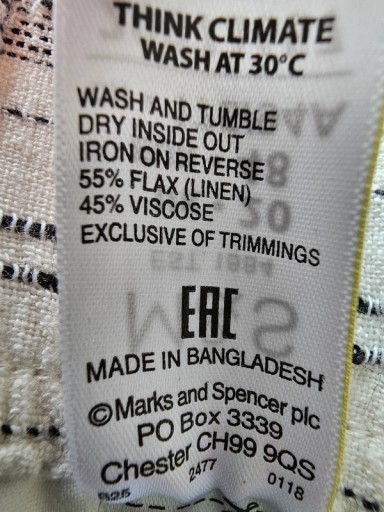 THINK CLIMATE
WASH AT 30°C
WASH AND TUMBLE
DRY INSIDE OUT
IRON ON REVERSE
55% FLAX (LINEN)
45% VISCOSE
EXCLUSIVE OF TRIMMINGS
EAC
MADE IN BANGLADESH
©Marks and Spencer plc
PO Box 3339
Chester CH99 9QS
2477
0118